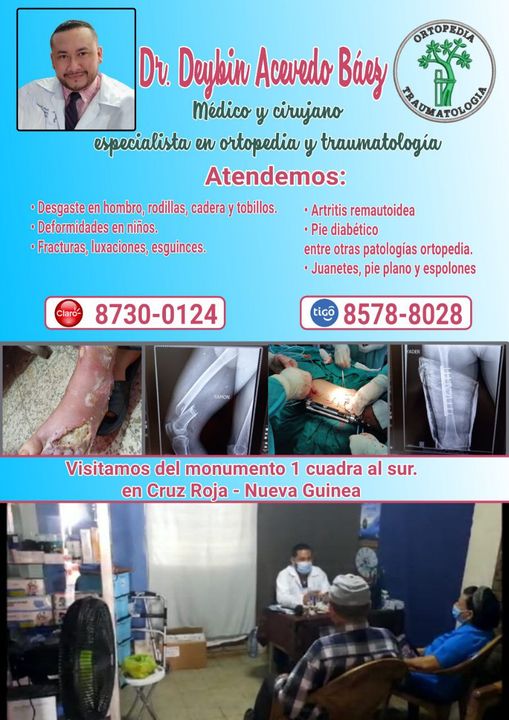 Dr. Deybin Acevedo Báez
ORTOPEDIA
TRAUMATOLOGIA
Médico y cirujano
especialista en ortopedia y traumatología
Atendemos:
• Desgaste en hombro, rodillas, cadera y tobillos.
• Deformidades en niños.
• Fracturas, luxaciones, esguinces.
• Artritis remautoidea
• Pie diabético
entre otras patologías ortopedia.
• Juanetes, pie plano y espolones
Claro 8730-0124
tigo 8578-8028
RAMON
YADER
Visitamos del monumento 1 cuadra al sur.
en Cruz Roja - Nueva Guinea